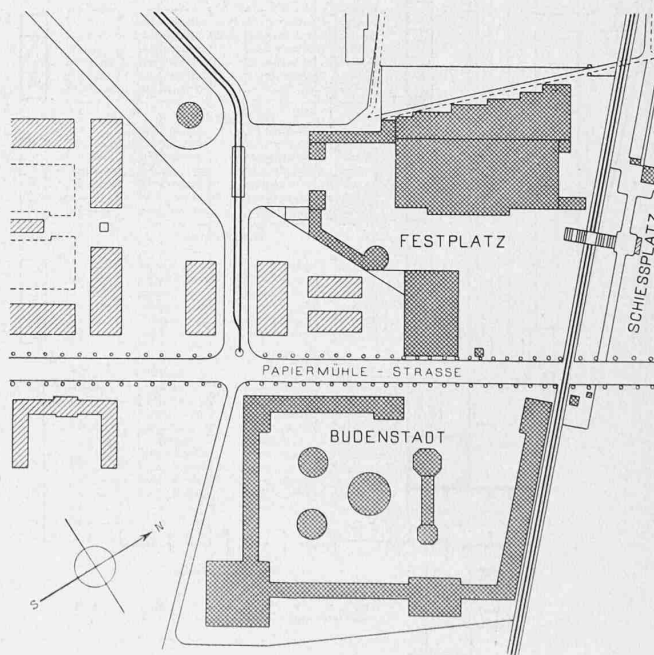 FESTPLATZ
SCHIESSPLATZ
PAPIERMÜHLE - STRASSE
BUDENSTADT
N
S